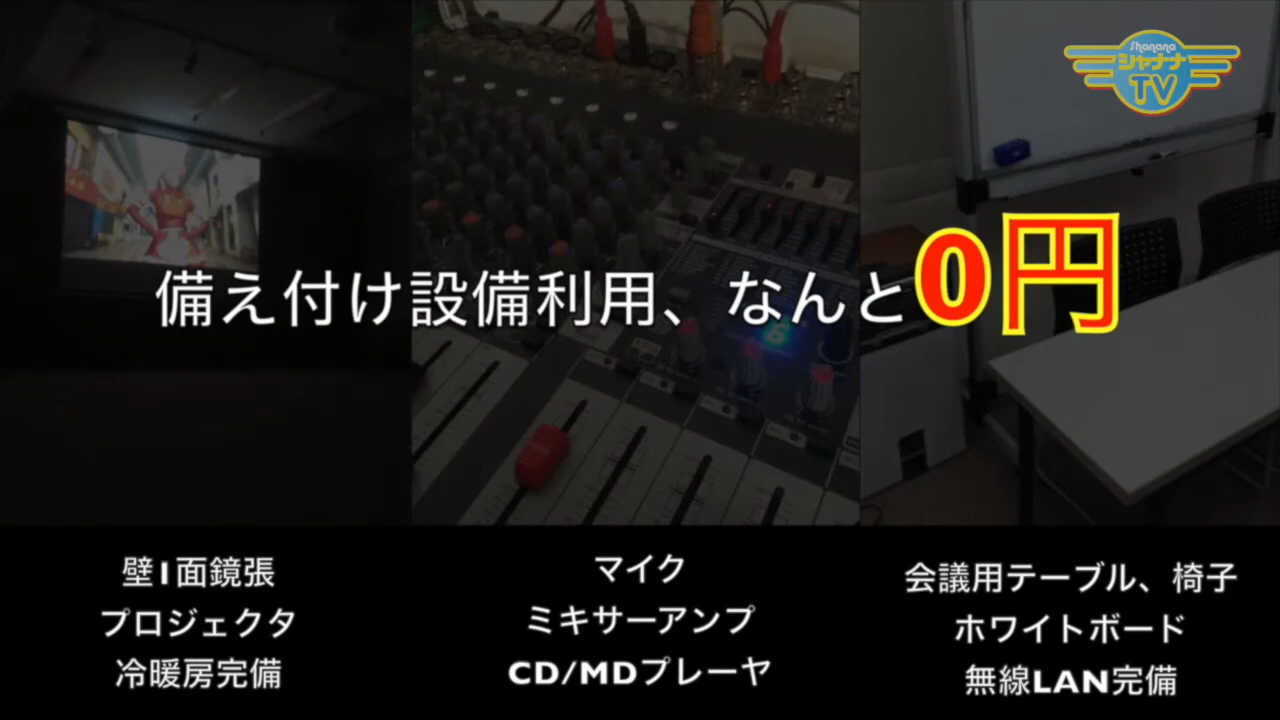 Shanana
シャナナ
TV
備え付け設備利用、なんと0円
壁1面鏡張
プロジェクタ
冷暖房完備
マイク
ミキサーアンプ
CD/MDプレーヤ
会議用テーブル、椅子
ホワイトボード
無線LAN完備